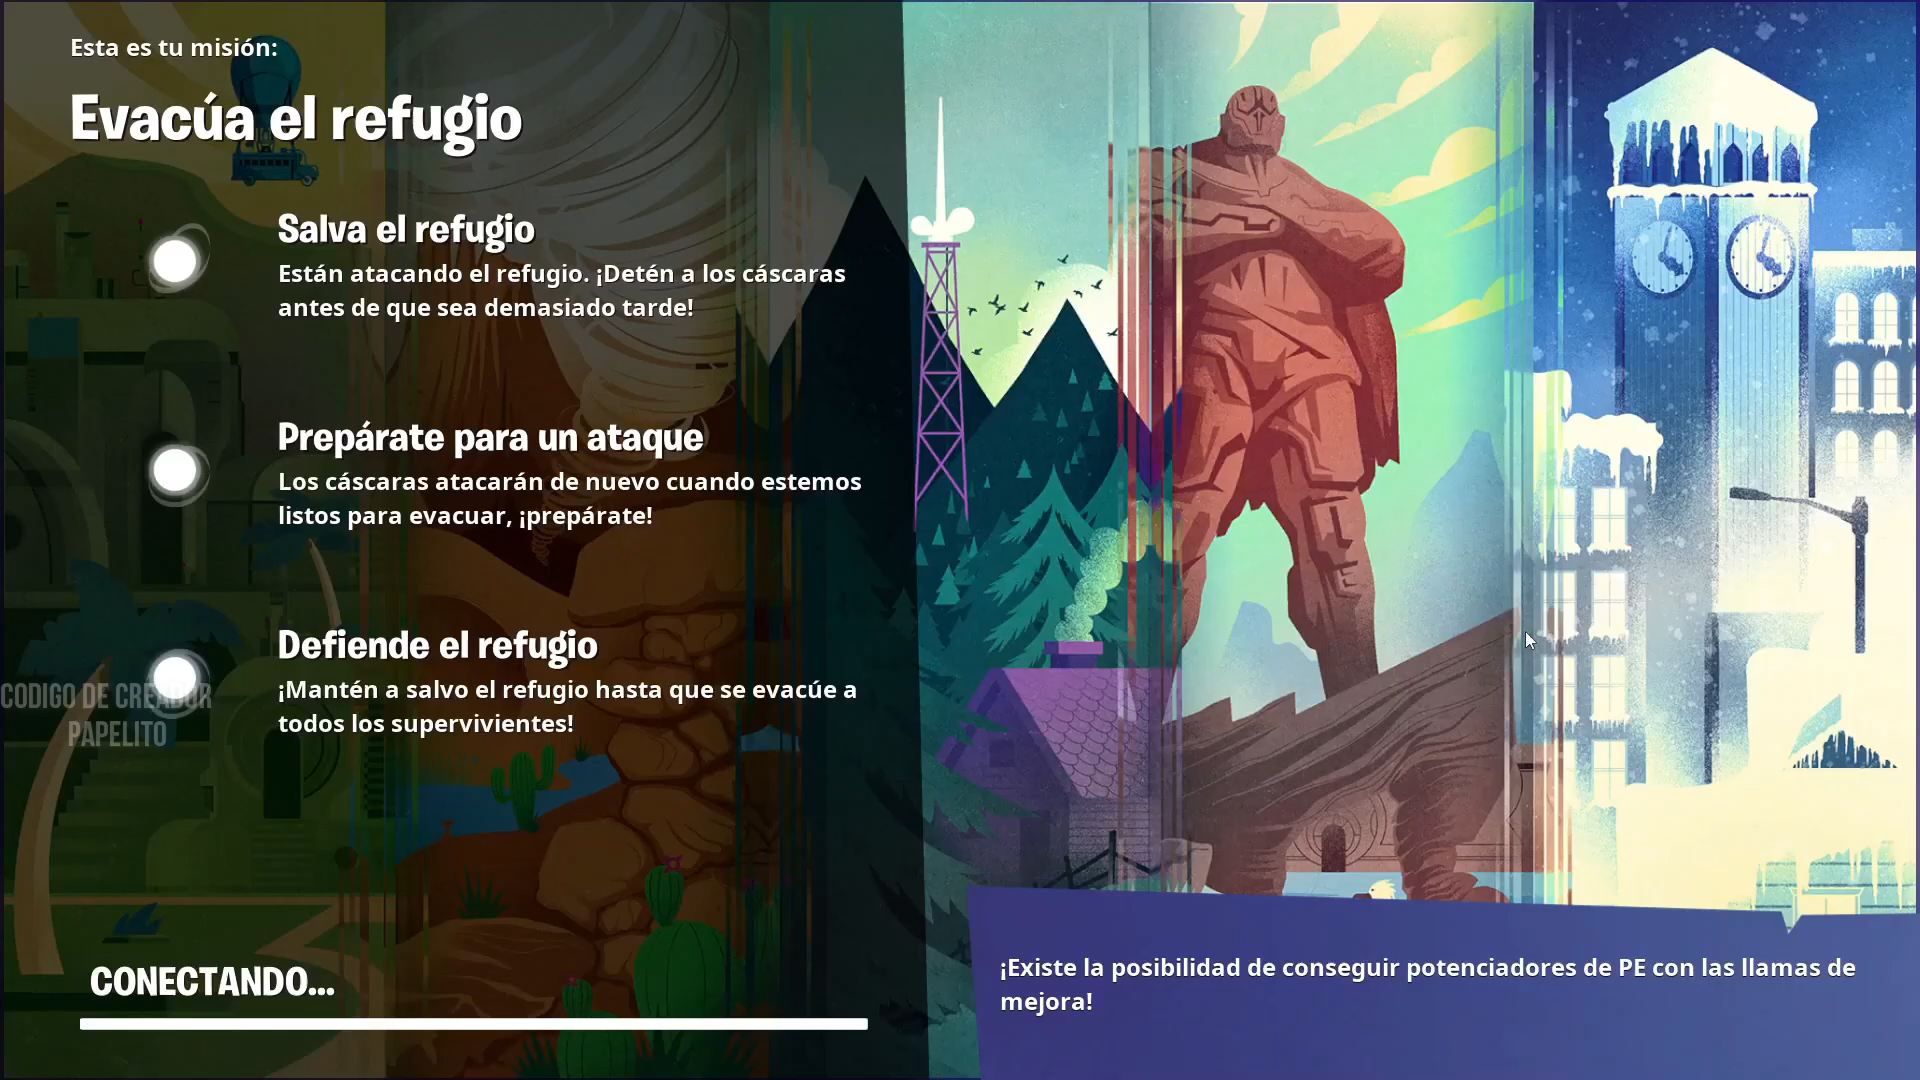 Esta es tu misión:
Evacúa el refugio
Salva el refugio
Están atacando el refugio. ¡Detén a los cáscaras
antes de que sea demasiado tarde!
Prepárate para un ataque
Los cáscaras atacarán de nuevo cuando estemos
listos para evacuar, ¡prepárate!
Defiende el refugio
¡Mantén a salvo el refugio hasta que se evacúe a
todos los supervivientes!
CODIGO DE CREADOR
PAPELITO
CONECTANDO...
¡Existe la posibilidad de conseguir potenciadores de PE con las llamas de
mejora!